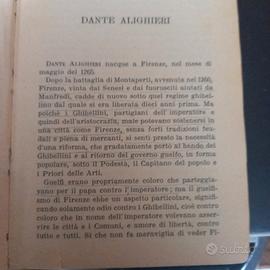 DANTE ALIGHIERI
DANTE ALIGHIERI nacque a Firenze, nel mese di
maggio del 1265.
Dopo la battaglia di Montaperti, avvenuta nel 1260,
Firenze, vinta dai Senesi e dai fuorusciti aiutati da
Manfredi, cadde di nuovo sotto quel regime ghibel-
lino dal quale si era liberata dieci anni prima. Ma
poichè i Ghibellini, partigiani dell'imperatore e
quindi dell'aristocrazia, mal potevano sostenersi in
una città come Firenze, senza forti tradizioni feu-
dali e piena di mercanti, si sentì presto la necessità
d'una riforma, che gradatamente portò al bando dei
Ghibellini e al ritorno del governo guelfo, in forma
popolare, sotto il Podestà, il Capitano del popolo e
i Priori delle Arti.
Guelfi erano propriamente coloro che parteggia-
vano per il papa contro l'imperatore; ma il guelfi-
smo di Firenze ebbe un aspetto particolare, signifi-
cando soltanto odio contro i Ghibellini, cioè contro
coloro che in nome dell'imperatore volevano asser-
vire le città e i Comuni, e amore di libertà, contro
tutto e tutti. Sì che non fa maraviglia di veder Fi-
subito